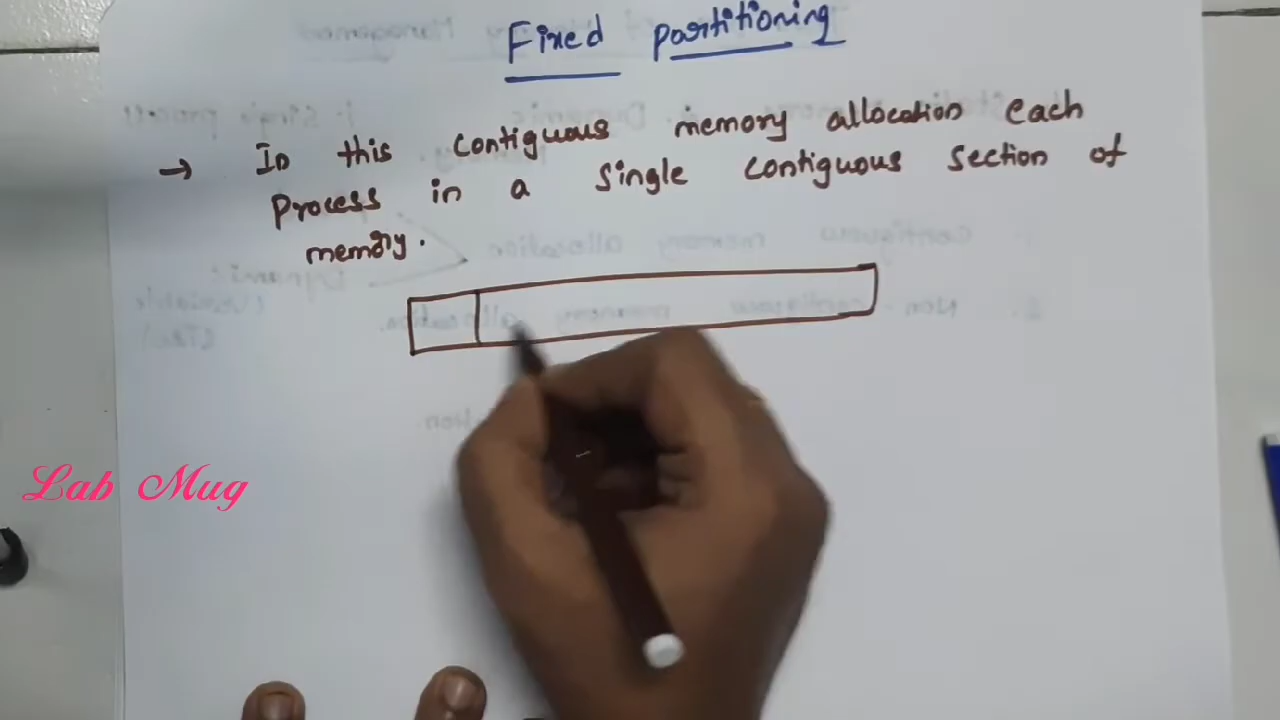 Fixed partitioning
→ In this contiguous memory allocation each
process in a single contiguous section of
memory.
Lab Mug